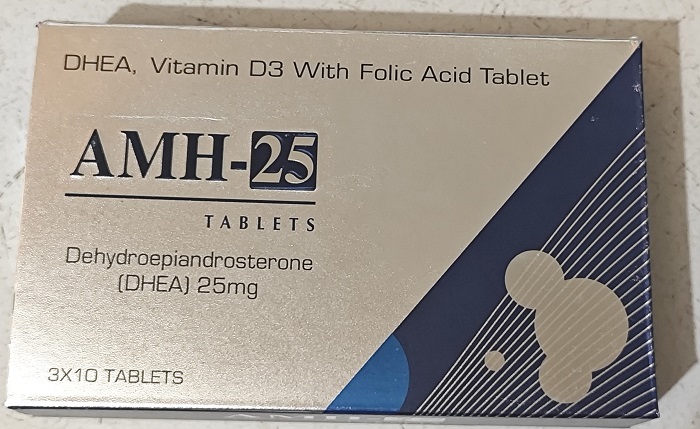 DHEA, Vitamin D3 With Folic Acid Tablet
AMH-25
TABLETS
Dehydroepiandrosterone
(DHEA) 25mg
3X10 TABLETS